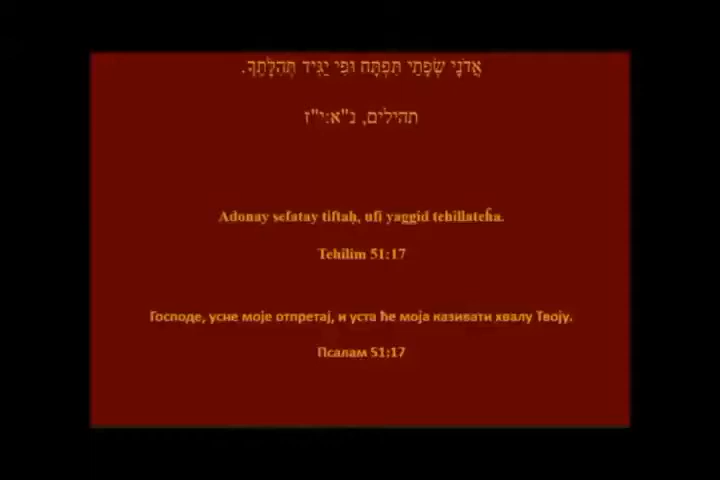 אֲדֹנָי שְׂפָתַי תִּפְתָּח וּפִי יַגִּיד תְּהִלָּתֶךָ.
תהילים, נ"א:י"ז
Adonay sefatay tiftaḥ, ufi yaggid tehillateĥa.
Tehilim 51:17
Господе, усне моје отпретај, и уста ће моја казивати хвалу Твоју.
Псалам 51:17